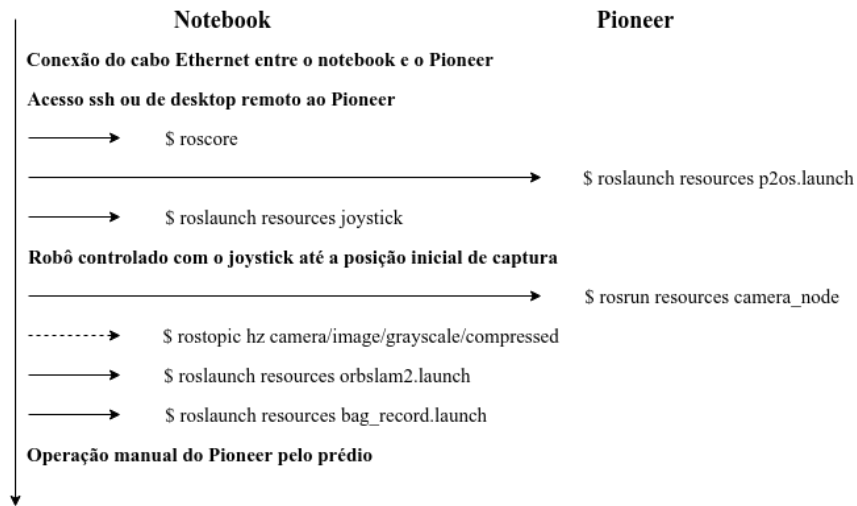 Notebook Pioneer
Conexão do cabo Ethernet entre o notebook e o Pioneer
Acesso ssh ou de desktop remoto ao Pioneer
$ roscore
$ roslaunch resources p2os.launch
$ roslaunch resources joystick
Robô controlado com o joystick até a posição inicial de captura
$ rosrun resources camera_node
$ rostopic hz camera/image/grayscale/compressed
$ roslaunch resources orbslam2.launch
$ roslaunch resources bag_record.launch
Operação manual do Pioneer pelo prédio